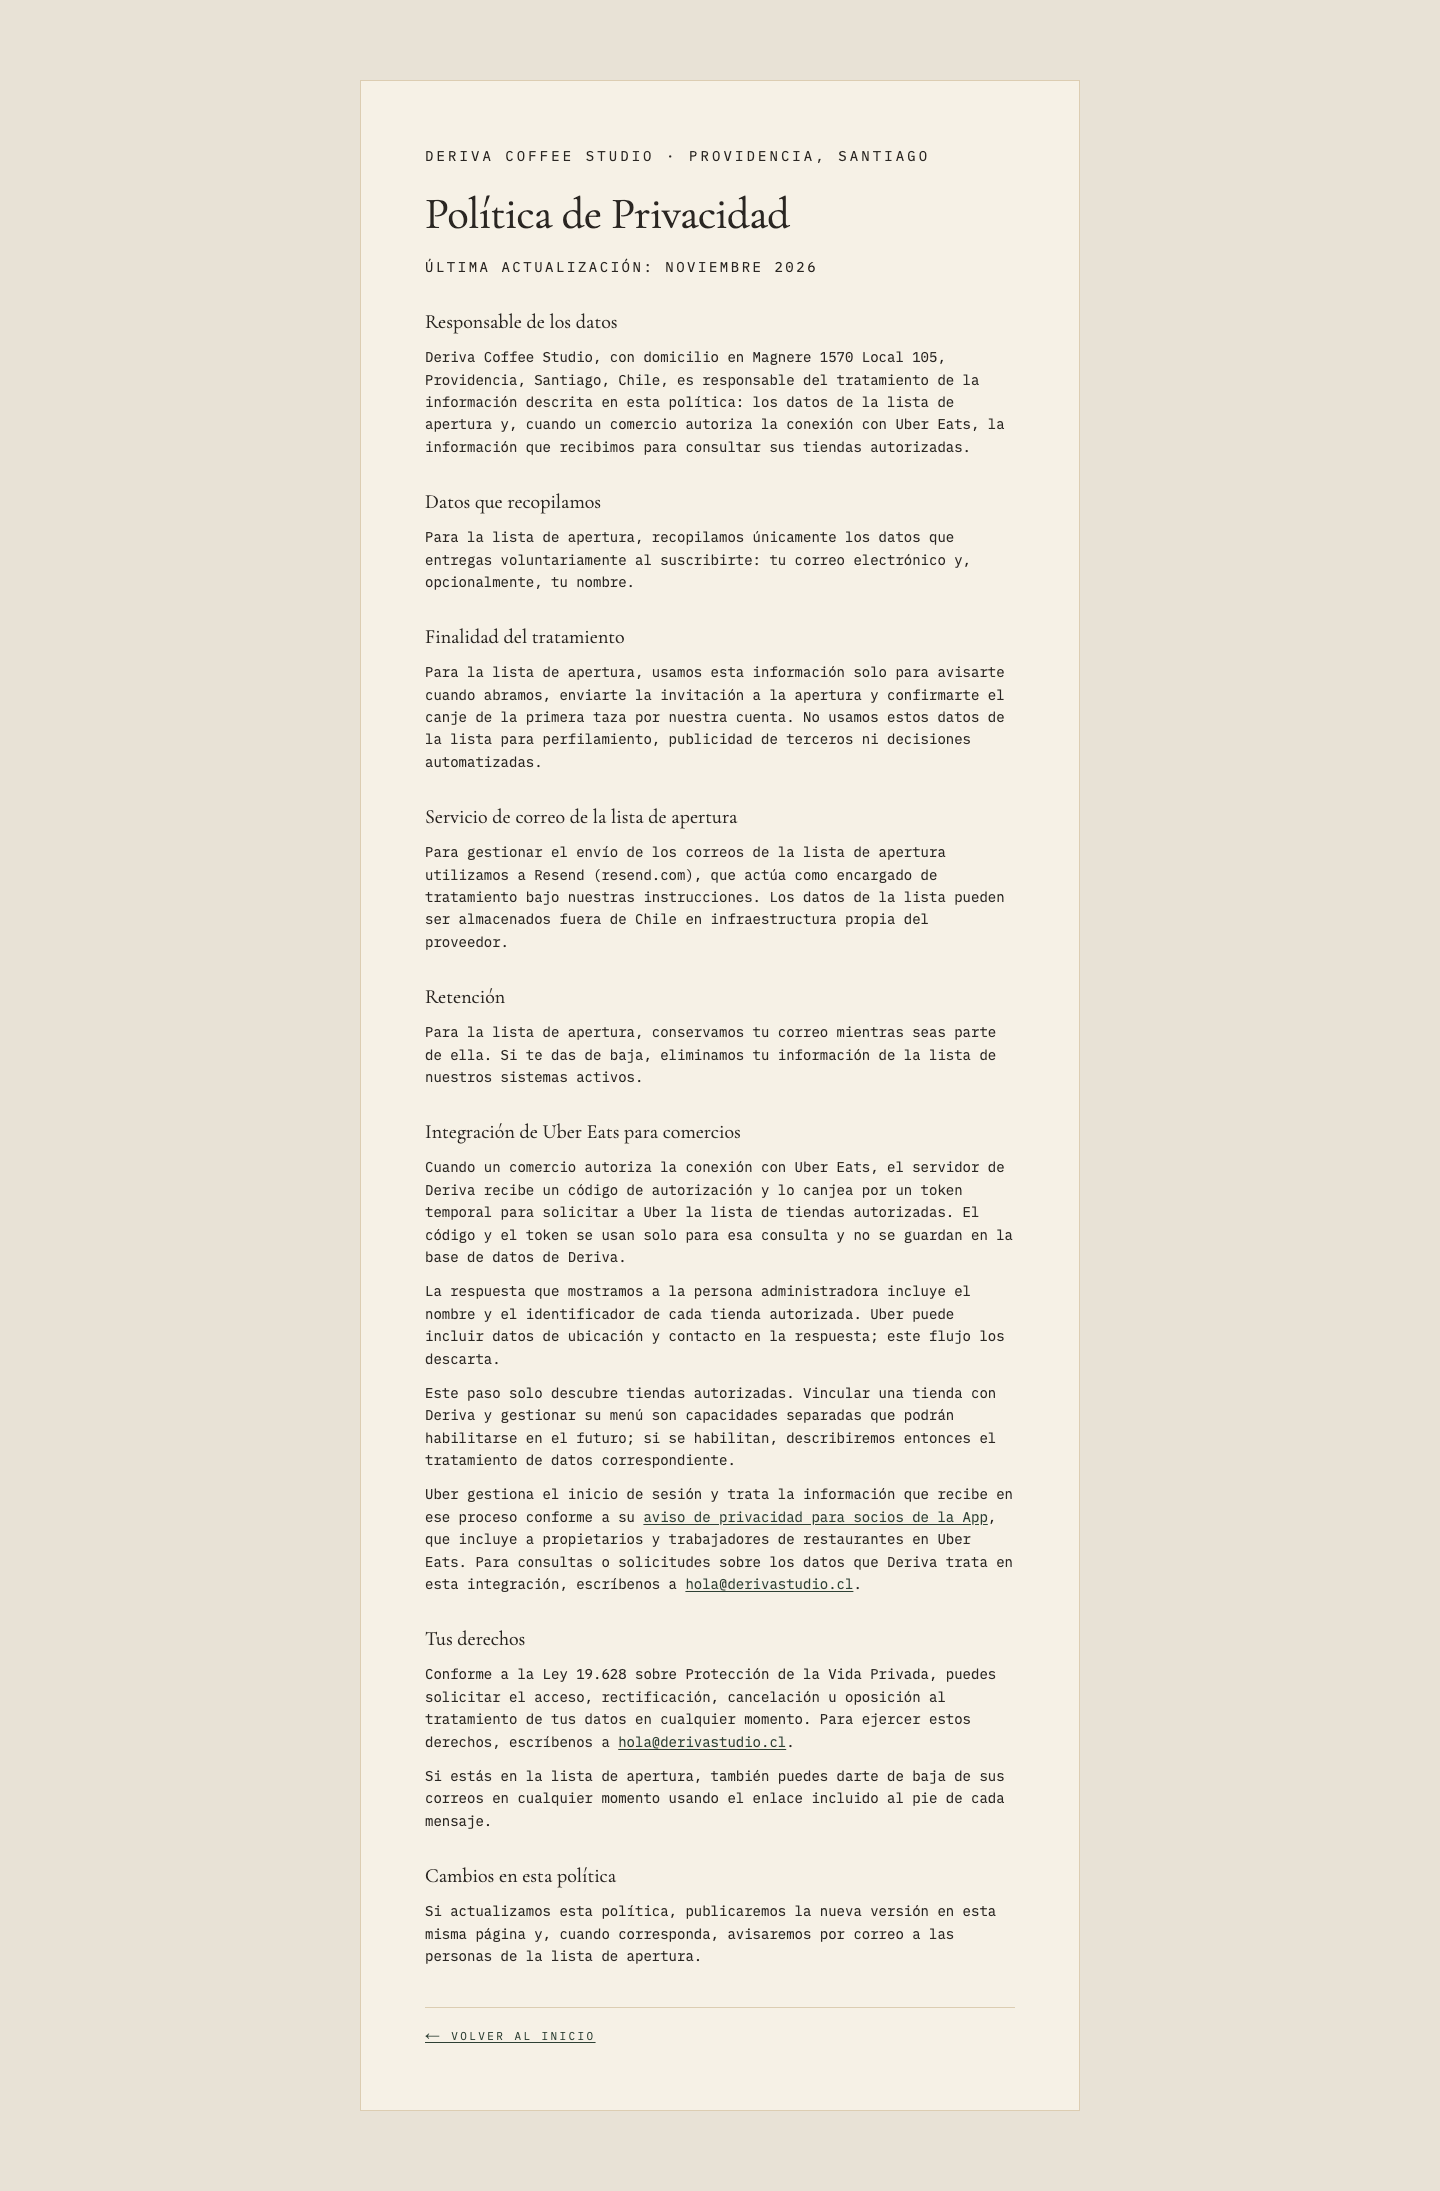 DERIVA COFFEE STUDIO · PROVIDENCIA, SANTIAGO
Política de Privacidad
ÚLTIMA ACTUALIZACIÓN: NOVIEMBRE 2026
Responsable de los datos
Deriva Coffee Studio, con domicilio en Magnere 1570 Local 105,
Providencia, Santiago, Chile, es responsable del tratamiento de la
información descrita en esta política: los datos de la lista de
apertura y, cuando un comercio autoriza la conexión con Uber Eats, la
información que recibimos para consultar sus tiendas autorizadas.
Datos que recopilamos
Para la lista de apertura, recopilamos únicamente los datos que
entregas voluntariamente al suscribirte: tu correo electrónico y,
opcionalmente, tu nombre.
Finalidad del tratamiento
Para la lista de apertura, usamos esta información solo para avisarte
cuando abramos, enviarte la invitación a la apertura y confirmarte el
canje de la primera taza por nuestra cuenta. No usamos estos datos de
la lista para perfilamiento, publicidad de terceros ni decisiones
automatizadas.
Servicio de correo de la lista de apertura
Para gestionar el envío de los correos de la lista de apertura
utilizamos a Resend (resend.com), que actúa como encargado de
tratamiento bajo nuestras instrucciones. Los datos de la lista pueden
ser almacenados fuera de Chile en infraestructura propia del
proveedor.
Retención
Para la lista de apertura, conservamos tu correo mientras seas parte
de ella. Si te das de baja, eliminamos tu información de la lista de
nuestros sistemas activos.
Integración de Uber Eats para comercios
Cuando un comercio autoriza la conexión con Uber Eats, el servidor de
Deriva recibe un código de autorización y lo canjea por un token
temporal para solicitar a Uber la lista de tiendas autorizadas. El
código y el token se usan solo para esa consulta y no se guardan en la
base de datos de Deriva.
La respuesta que mostramos a la persona administradora incluye el
nombre y el identificador de cada tienda autorizada. Uber puede
incluir datos de ubicación y contacto en la respuesta; este flujo los
descarta.
Este paso solo descubre tiendas autorizadas. Vincular una tienda con
Deriva y gestionar su menú son capacidades separadas que podrán
habilitarse en el futuro; si se habilitan, describiremos entonces el
tratamiento de datos correspondiente.
Uber gestiona el inicio de sesión y trata la información que recibe en
ese proceso conforme a su aviso de privacidad para socios de la App,
que incluye a propietarios y trabajadores de restaurantes en Uber
Eats. Para consultas o solicitudes sobre los datos que Deriva trata en
esta integración, escríbenos a hola@derivastudio.cl.
Tus derechos
Conforme a la Ley 19.628 sobre Protección de la Vida Privada, puedes
solicitar el acceso, rectificación, cancelación u oposición al
tratamiento de tus datos en cualquier momento. Para ejercer estos
derechos, escríbenos a hola@derivastudio.cl.
Si estás en la lista de apertura, también puedes darte de baja de sus
correos en cualquier momento usando el enlace incluido al pie de cada
mensaje.
Cambios en esta política
Si actualizamos esta política, publicaremos la nueva versión en esta
misma página y, cuando corresponda, avisaremos por correo a las
personas de la lista de apertura.
← VOLVER AL INICIO